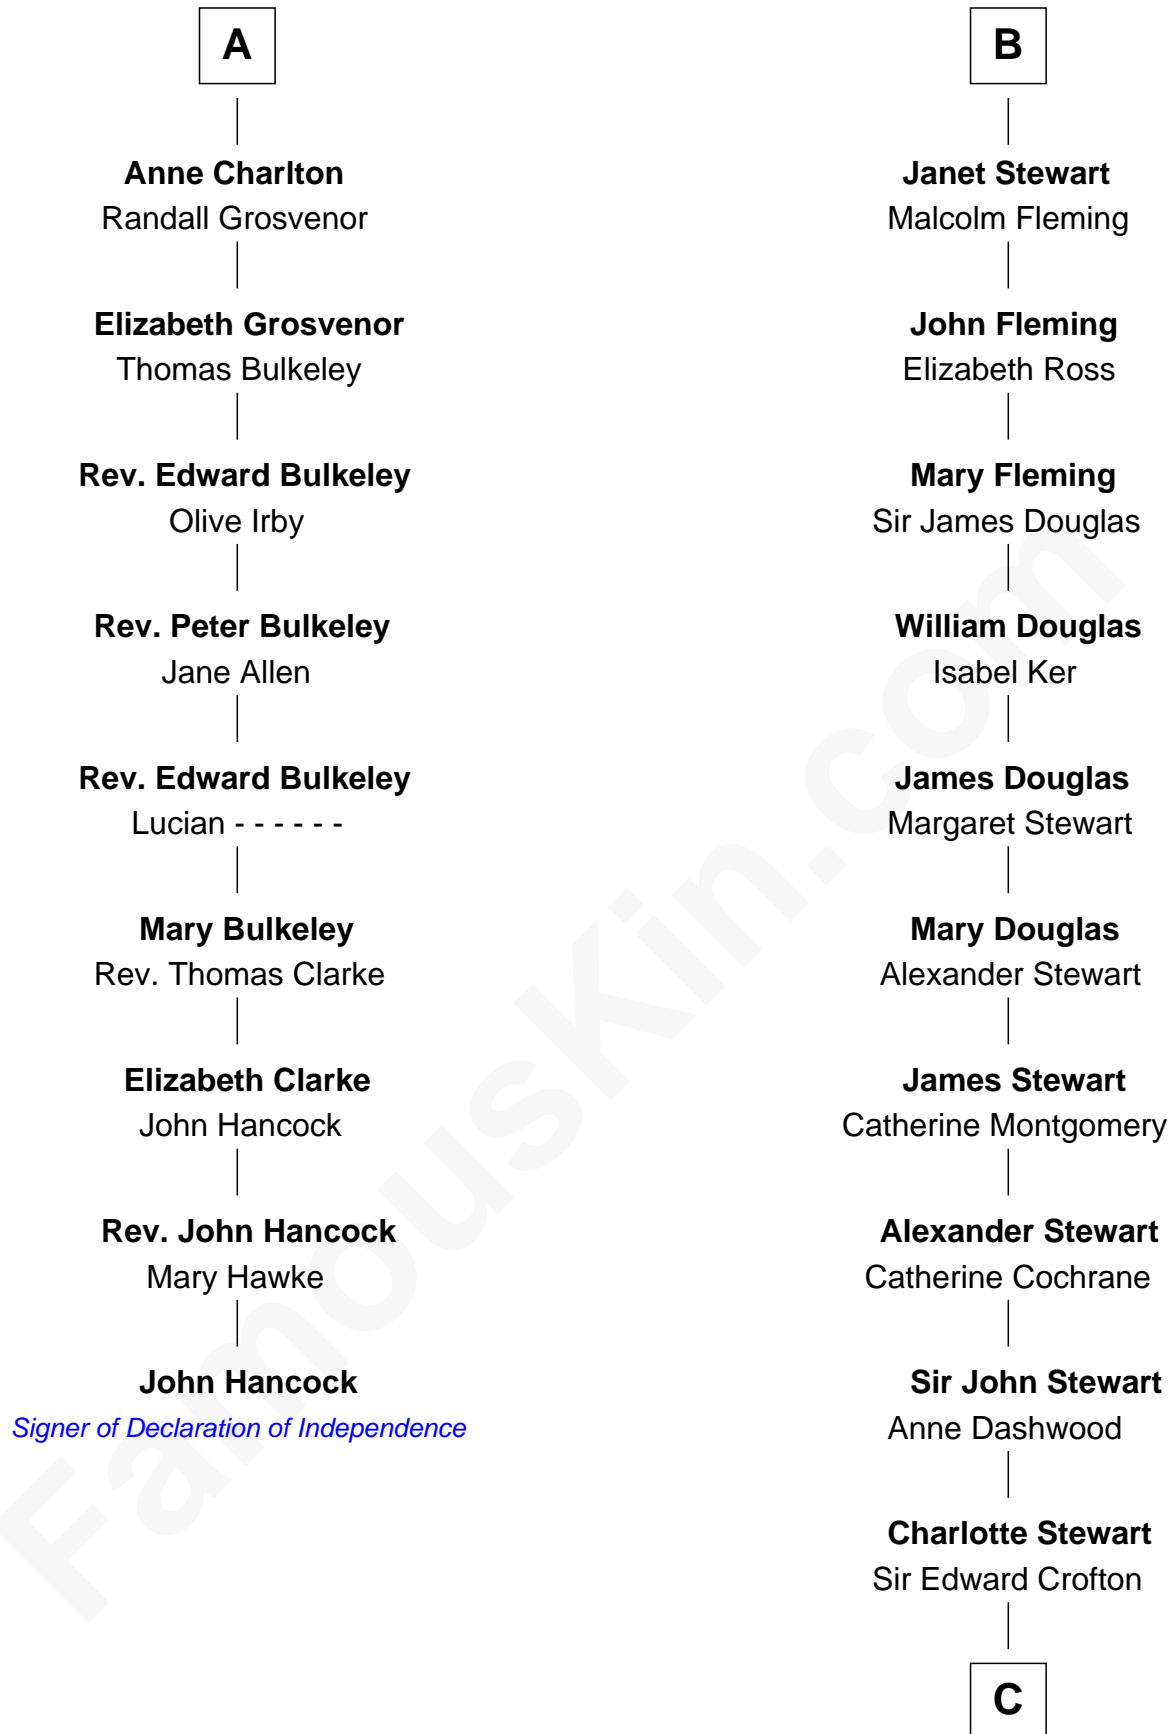 A
Anne Charlton
Randall Grosvenor
Elizabeth Grosvenor
Thomas Bulkeley
Rev. Edward Bulkeley
Olive Irby
Rev. Peter Bulkeley
Jane Allen
Rev. Edward Bulkeley
Lucian - - - - - -
Mary Bulkeley
Rev. Thomas Clarke
Elizabeth Clarke
John Hancock
Rev. John Hancock
Mary Hawke
John Hancock
Signer of Declaration of Independence
B
Janet Stewart
Malcolm Fleming
John Fleming
Elizabeth Ross
Mary Fleming
Sir James Douglas
William Douglas
Isabel Ker
James Douglas
Margaret Stewart
Mary Douglas
Alexander Stewart
James Stewart
Catherine Montgomery
Alexander Stewart
Catherine Cochrane
Sir John Stewart
Anne Dashwood
Charlotte Stewart
Sir Edward Crofton
C
FamousKin.com